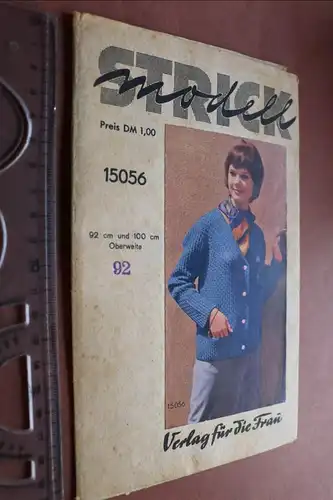 STRICK
modell
Preis DM 1,00
15056
92 cm und 100 cm
Oberweite
92
15056
Verlag für die Frau